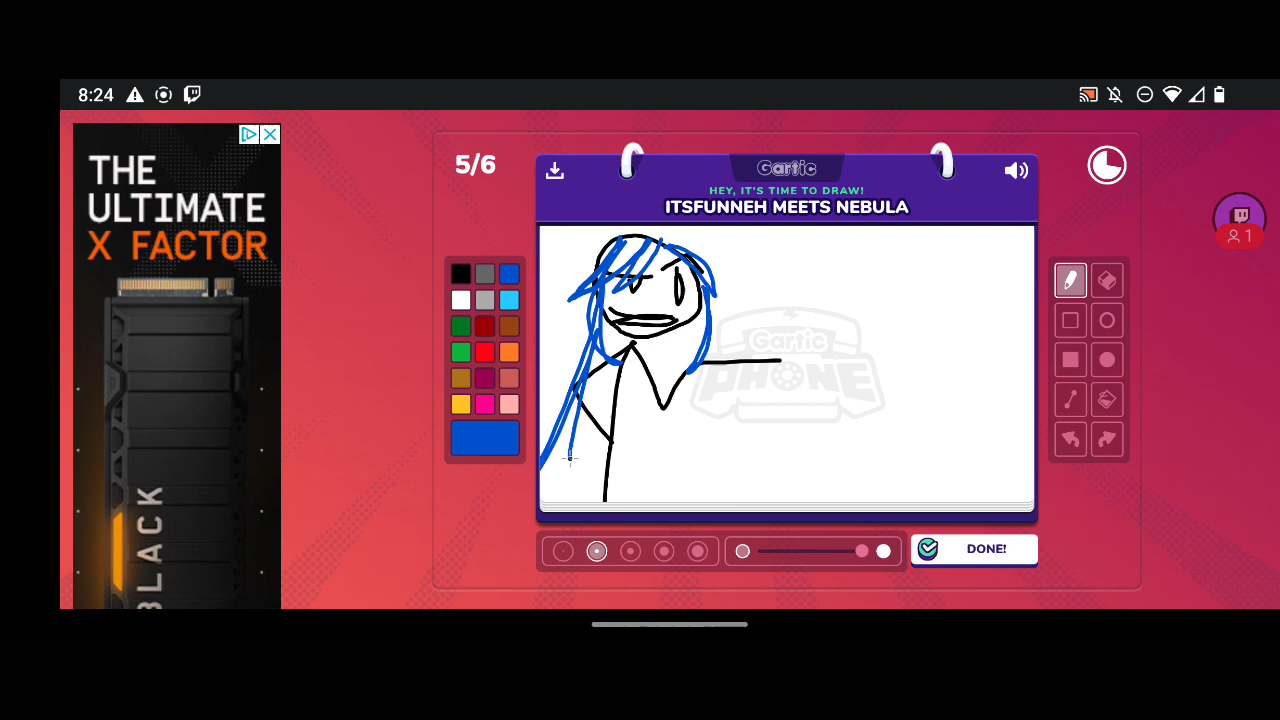 8:24
THE
ULTIMATE
X FACTOR
BLACK
5/6
Gartic
HEY, IT'S TIME TO DRAW!
ITSFUNNEH MEETS NEBULA
Gartic
PHONE
1
DONE!